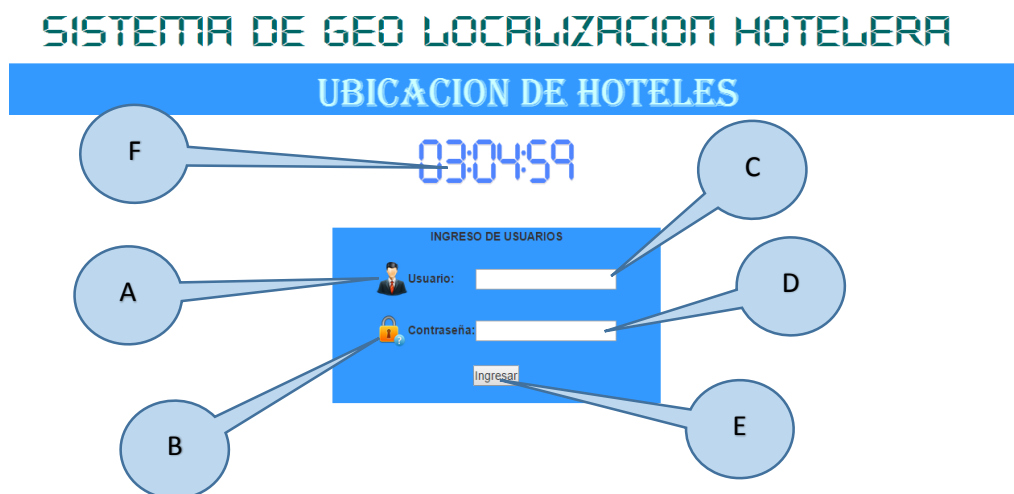 SISTEMA DE GEO LOCALIZACION HOTELERA
UBICACION DE HOTELES
F
03:04:59
C
INGRESO DE USUARIOS
A
Usuario:
D
Contraseña:
Ingresar
B
E